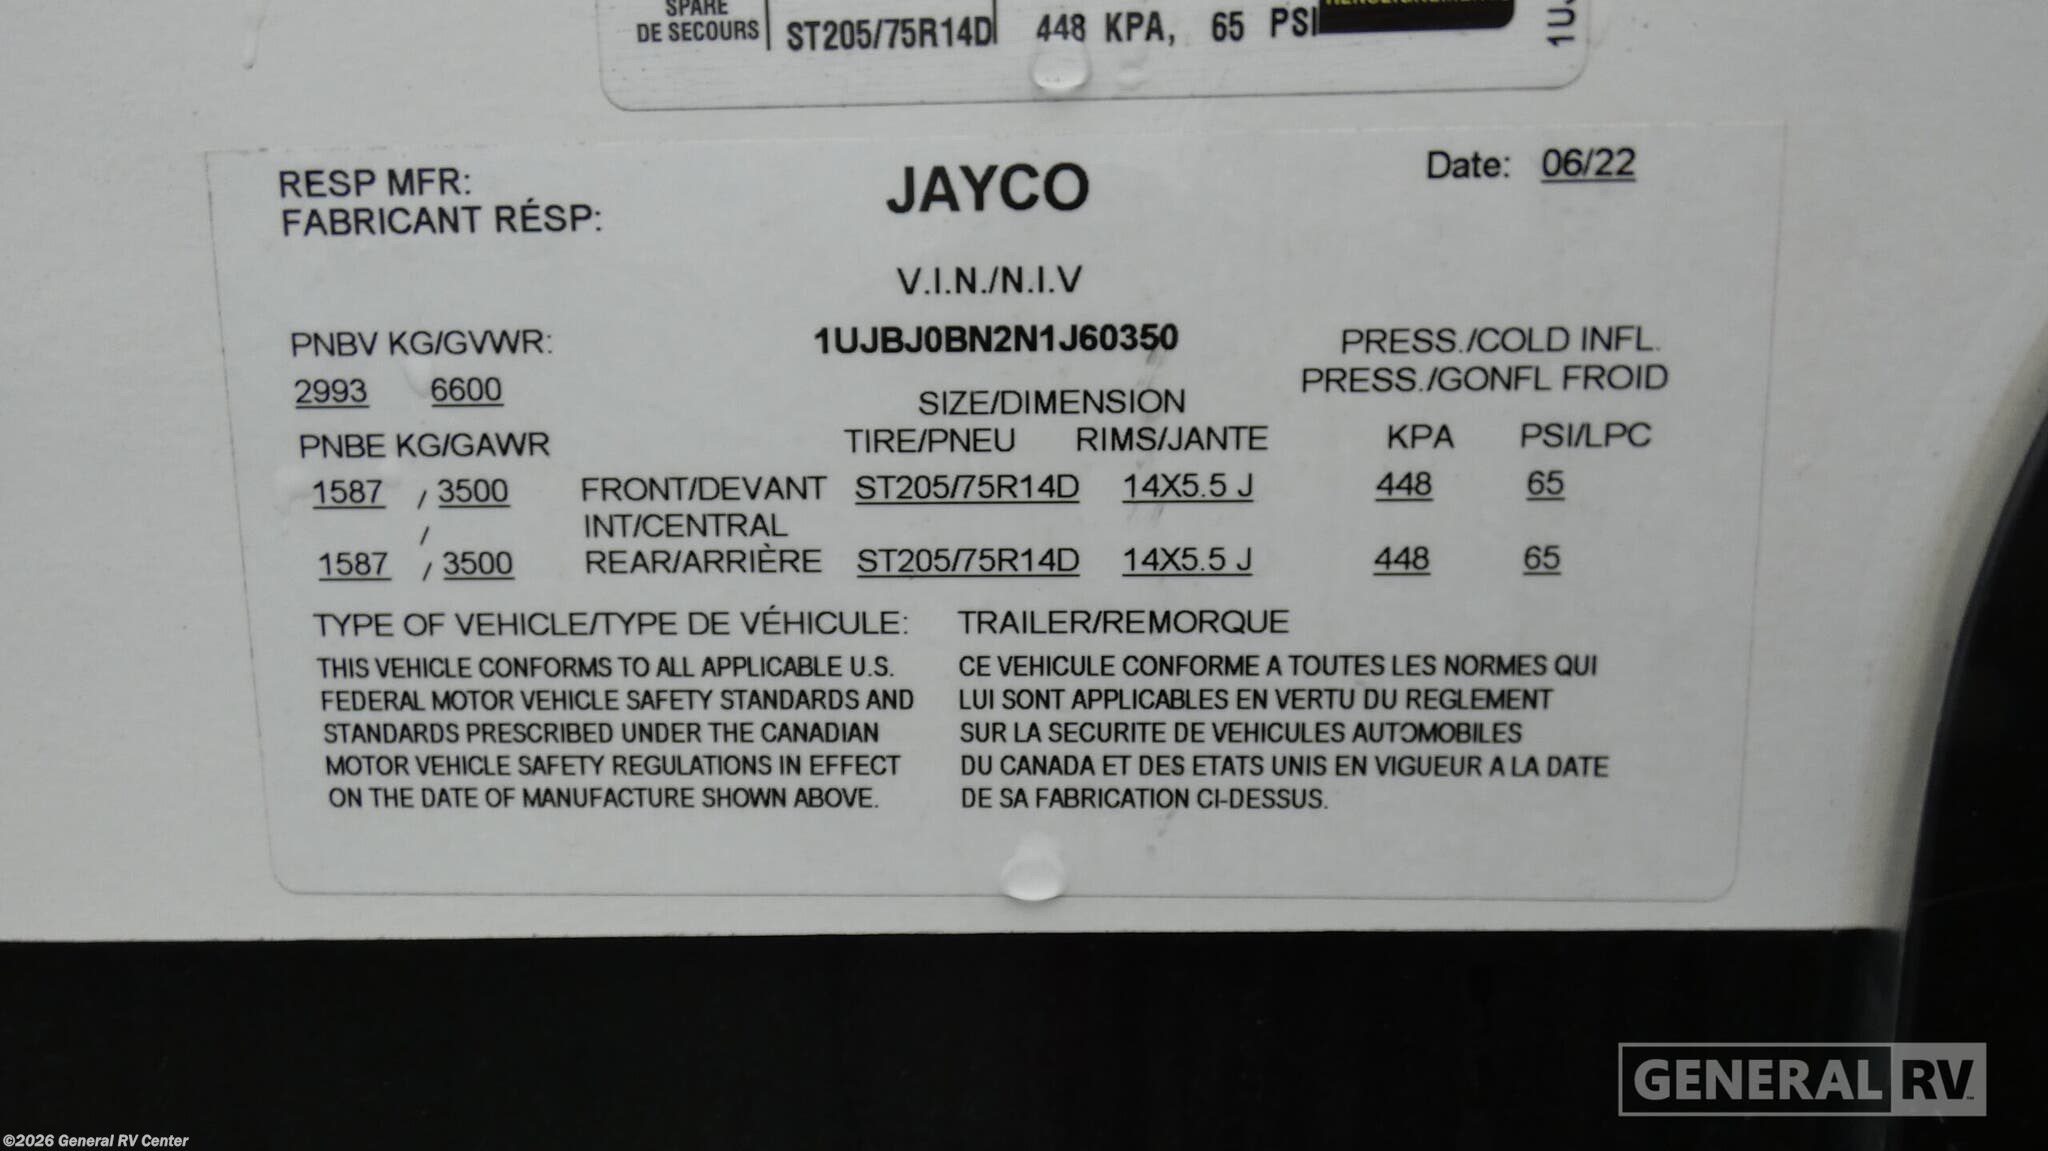 SPARE
DE SECOURS ST205/75R14D 448 KPA, 65 PSI
RESP MFR: JAYCO Date: 06/22
FABRICANT RÉSP:
V.I.N./N.I.V
PNBV KG/GVWR: 1UJBJ0BN2N1J60350 PRESS./COLD INFL.
2993 6600 SIZE/DIMENSION PRESS./GONFL FROID
PNBE KG/GAWR TIRE/PNEU RIMS/JANTE KPA PSI/LPC
1587 / 3500 FRONT/DEVANT ST205/75R14D 14X5.5 J 448 65
/ INT/CENTRAL
1587 / 3500 REAR/ARRIÈRE ST205/75R14D 14X5.5 J 448 65
TYPE OF VEHICLE/TYPE DE VÉHICULE: TRAILER/REMORQUE
THIS VEHICLE CONFORMS TO ALL APPLICABLE U.S.
FEDERAL MOTOR VEHICLE SAFETY STANDARDS AND
STANDARDS PRESCRIBED UNDER THE CANADIAN
MOTOR VEHICLE SAFETY REGULATIONS IN EFFECT
ON THE DATE OF MANUFACTURE SHOWN ABOVE.
CE VEHICULE CONFORME A TOUTES LES NORMES QUI
LUI SONT APPLICABLES EN VERTU DU REGLEMENT
SUR LA SECURITE DE VEHICULES AUTOMOBILES
DU CANADA ET DES ETATS UNIS EN VIGUEUR A LA DATE
DE SA FABRICATION CI-DESSUS.
GENERAL RV
©2026 General RV Center